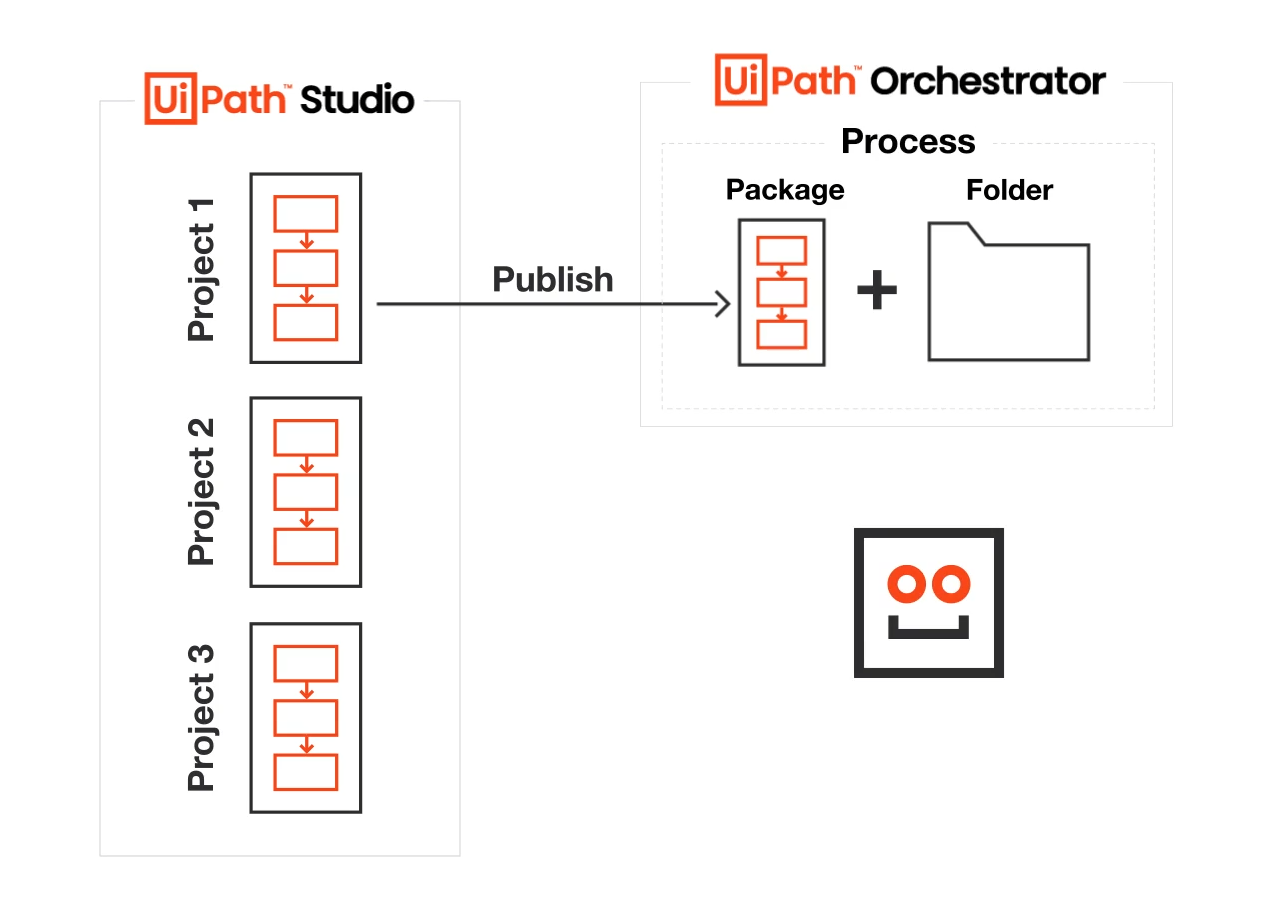 UiPath™ Studio
Project 1
Project 2
Project 3
Publish
UiPath™ Orchestrator
Process
Package
Folder
+